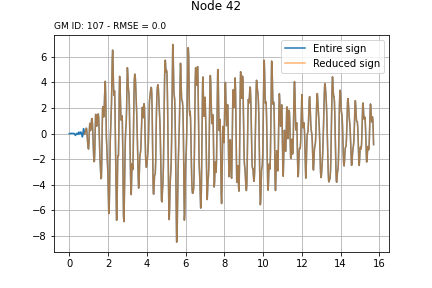 Node 42
GM ID: 107 - RMSE = 0.0
Entire sign
Reduced sign
6
4
2
0
−2
−4
−6
−8
0 2 4 6 8 10 12 14 16